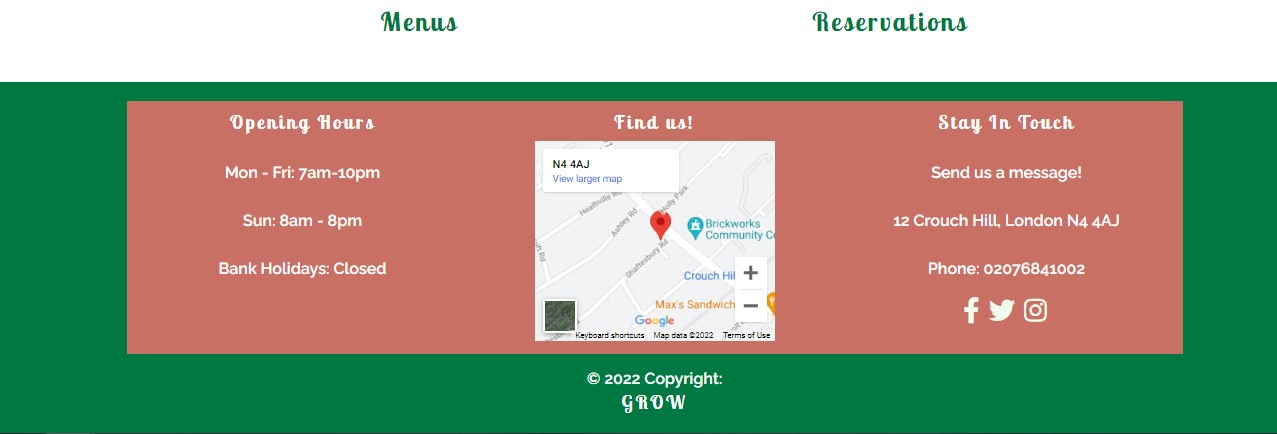 Menus
Reservations
Opening Hours
Mon - Fri: 7am-10pm
Sun: 8am - 8pm
Bank Holidays: Closed
Find us!
N4 4AJ
View larger map
Heathville Rd
Holly Park
Ashley Rd
Shaftesbury Rd
Brickworks
Community
Crouch
Max's Sandwich
Google
Keyboard shortcuts Map data ©2022 Terms of Use
Stay In Touch
Send us a message!
12 Crouch Hill, London N4 4AJ
Phone: 02076841002
© 2022 Copyright:
GROW